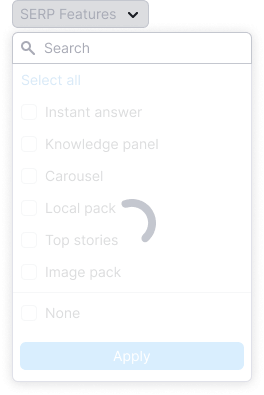 SERP Features
Search
Select all
Instant answer
Knowledge panel
Carousel
Local pack
Top stories
Image pack
None
Apply